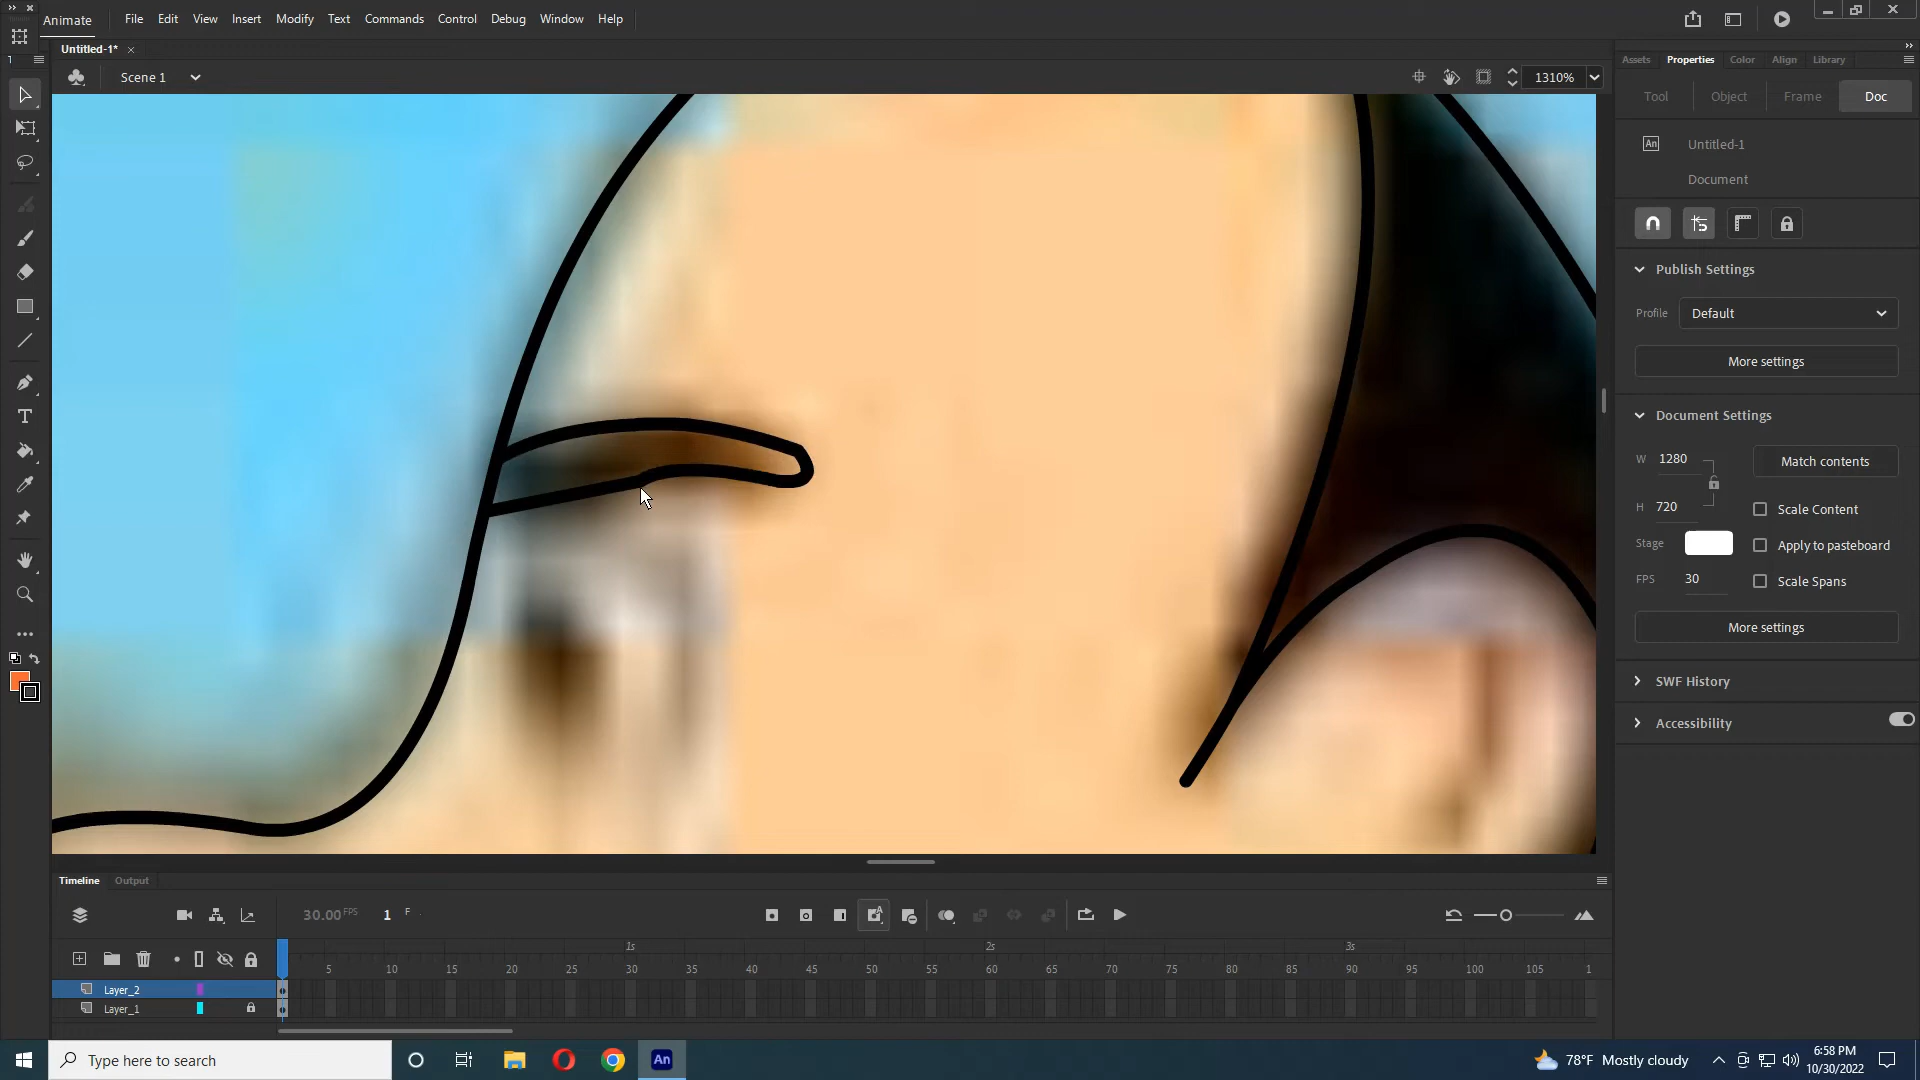 Animate File Edit View Insert Modify Text Commands Control Debug Window Help
Untitled-1*
Scene 1 1310%
Assets Properties Color Align Library
Tool Object Frame Doc
An Untitled-1
Document
Publish Settings
Profile Default
More settings
Document Settings
W 1280 Match contents
H 720 Scale Content
Stage Apply to pasteboard
FPS 30 Scale Spans
More settings
SWF History
Accessibility
Timeline Output
30.00 FPS 1 F
1s 2s 3s
5 10 15 20 25 30 35 40 45 50 55 60 65 70 75 80 85 90 95 100 105 1
Layer_2
Layer_1
Type here to search An 78°F Mostly cloudy 6:58 PM
10/30/2022